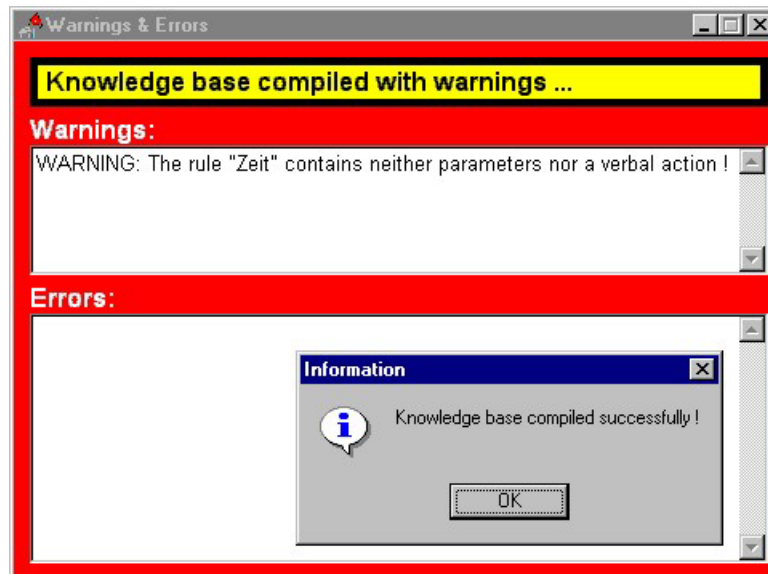 Warnings & Errors
Knowledge base compiled with warnings ...
Warnings:
WARNING: The rule "Zeit" contains neither parameters nor a verbal action !
Errors:
Information
Knowledge base compiled successfully !
OK